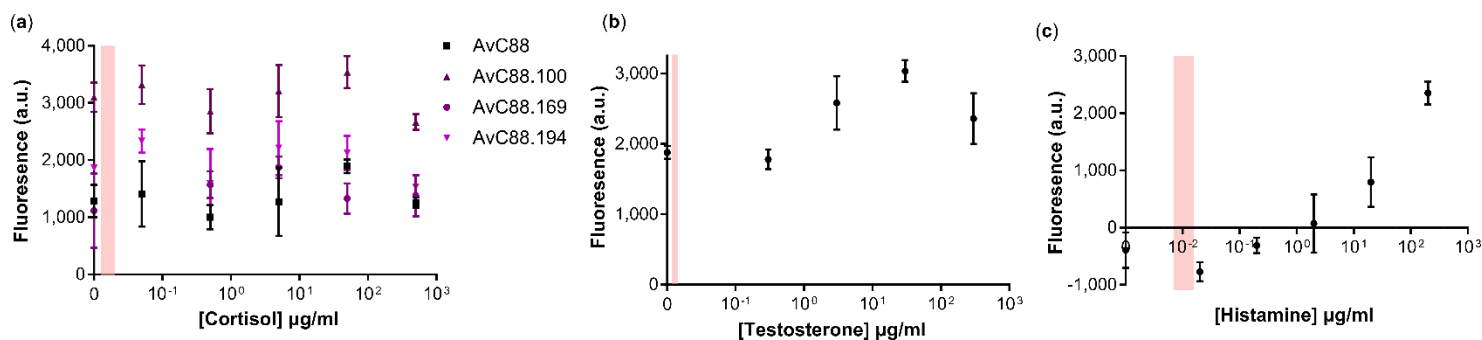 (a)
4,000
3,000
2,000
1,000
0
Fluoresence (a.u.)
0 10-1 100 101 102 103
[Cortisol] µg/ml
AvC88
AvC88.100
AvC88.169
AvC88.194
(b)
3,000
2,000
1,000
0
Fluoresence (a.u.)
0 10-1 100 101 102 103
[Testosterone] µg/ml
(c)
3,000
2,000
1,000
0
-1,000
Fluoresence (a.u.)
0 10-2 10-1 100 101 102 103
[Histamine] µg/ml